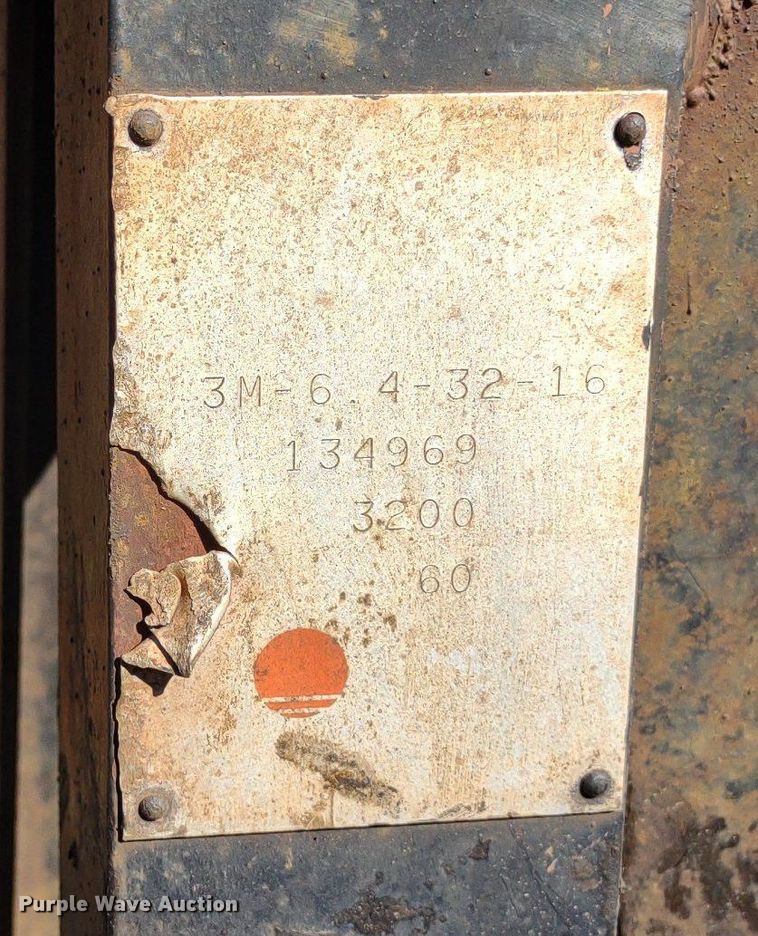 3M-6.4-32-16
134969
3200
60
Purple Wave Auction